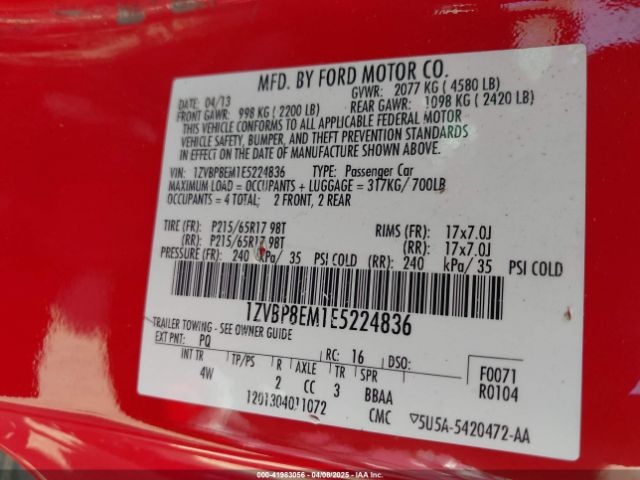 MFD. BY FORD MOTOR CO.
DATE: 04/13 GVWR: 2077 KG ( 4580 LB)
FRONT GAWR: 998 KG ( 2200 LB) REAR GAWR: 1098 KG ( 2420 LB)
THIS VEHICLE CONFORMS TO ALL APPLICABLE FEDERAL MOTOR
VEHICLE SAFETY, BUMPER, AND THEFT PREVENTION STANDARDS
IN EFFECT ON THE DATE OF MANUFACTURE SHOWN ABOVE.
VIN: 1ZVBP8EM1E5224836 TYPE: Passenger Car
MAXIMUM LOAD = OCCUPANTS + LUGGAGE = 317KG/ 700LB
OCCUPANTS = 4 TOTAL: 2 FRONT, 2 REAR
TIRE (FR): P215/65R17 98T RIMS (FR): 17x7.0J
(RR): P215/65R17 98T (RR): 17x7.0J
PRESSURE (FR): 240 kPa/ 35 PSI COLD (RR): 240 kPa/ 35 PSI COLD
1ZVBP8EM1E5224836
TRAILER TOWING - SEE OWNER GUIDE
EXT PNT: PQ RC: 16 DSO: F0071
INT TR TP/PS R AXLE TR SPR R0104
4W 2 CC 3 BBAA
1201304011072 CMC ▽5U5A-5420472-AA
000-41983056 - 04/08/2025 - IAA, INC.